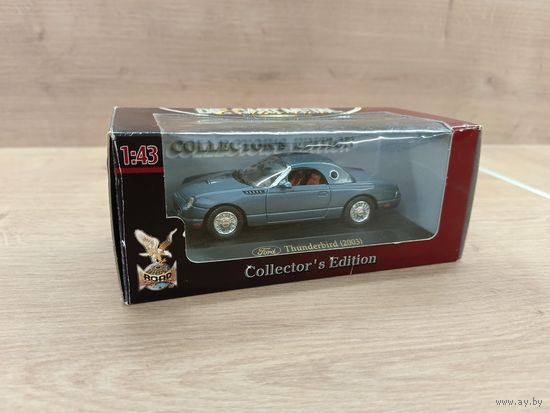 COLLECTOR'S EDITION
1:43
Ford Thunderbird (2003)
Collector's Edition
ROAD
www.ay.by